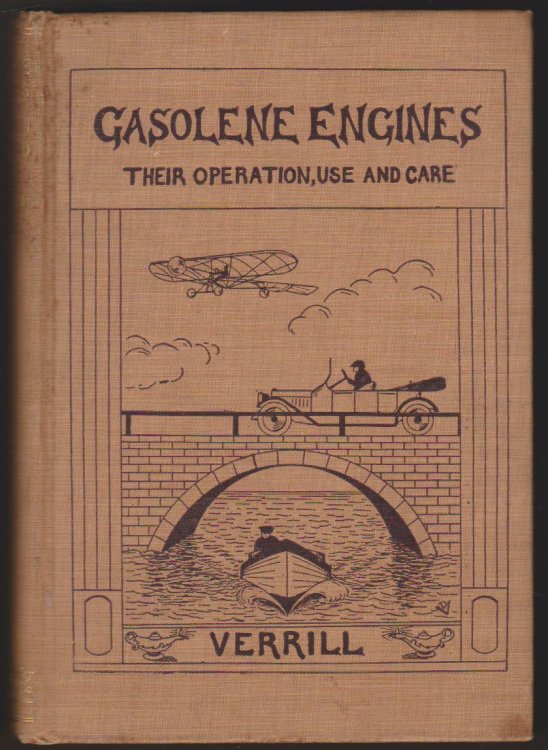 GASOLENE ENGINES
THEIR OPERATION, USE AND CARE
VERRILL